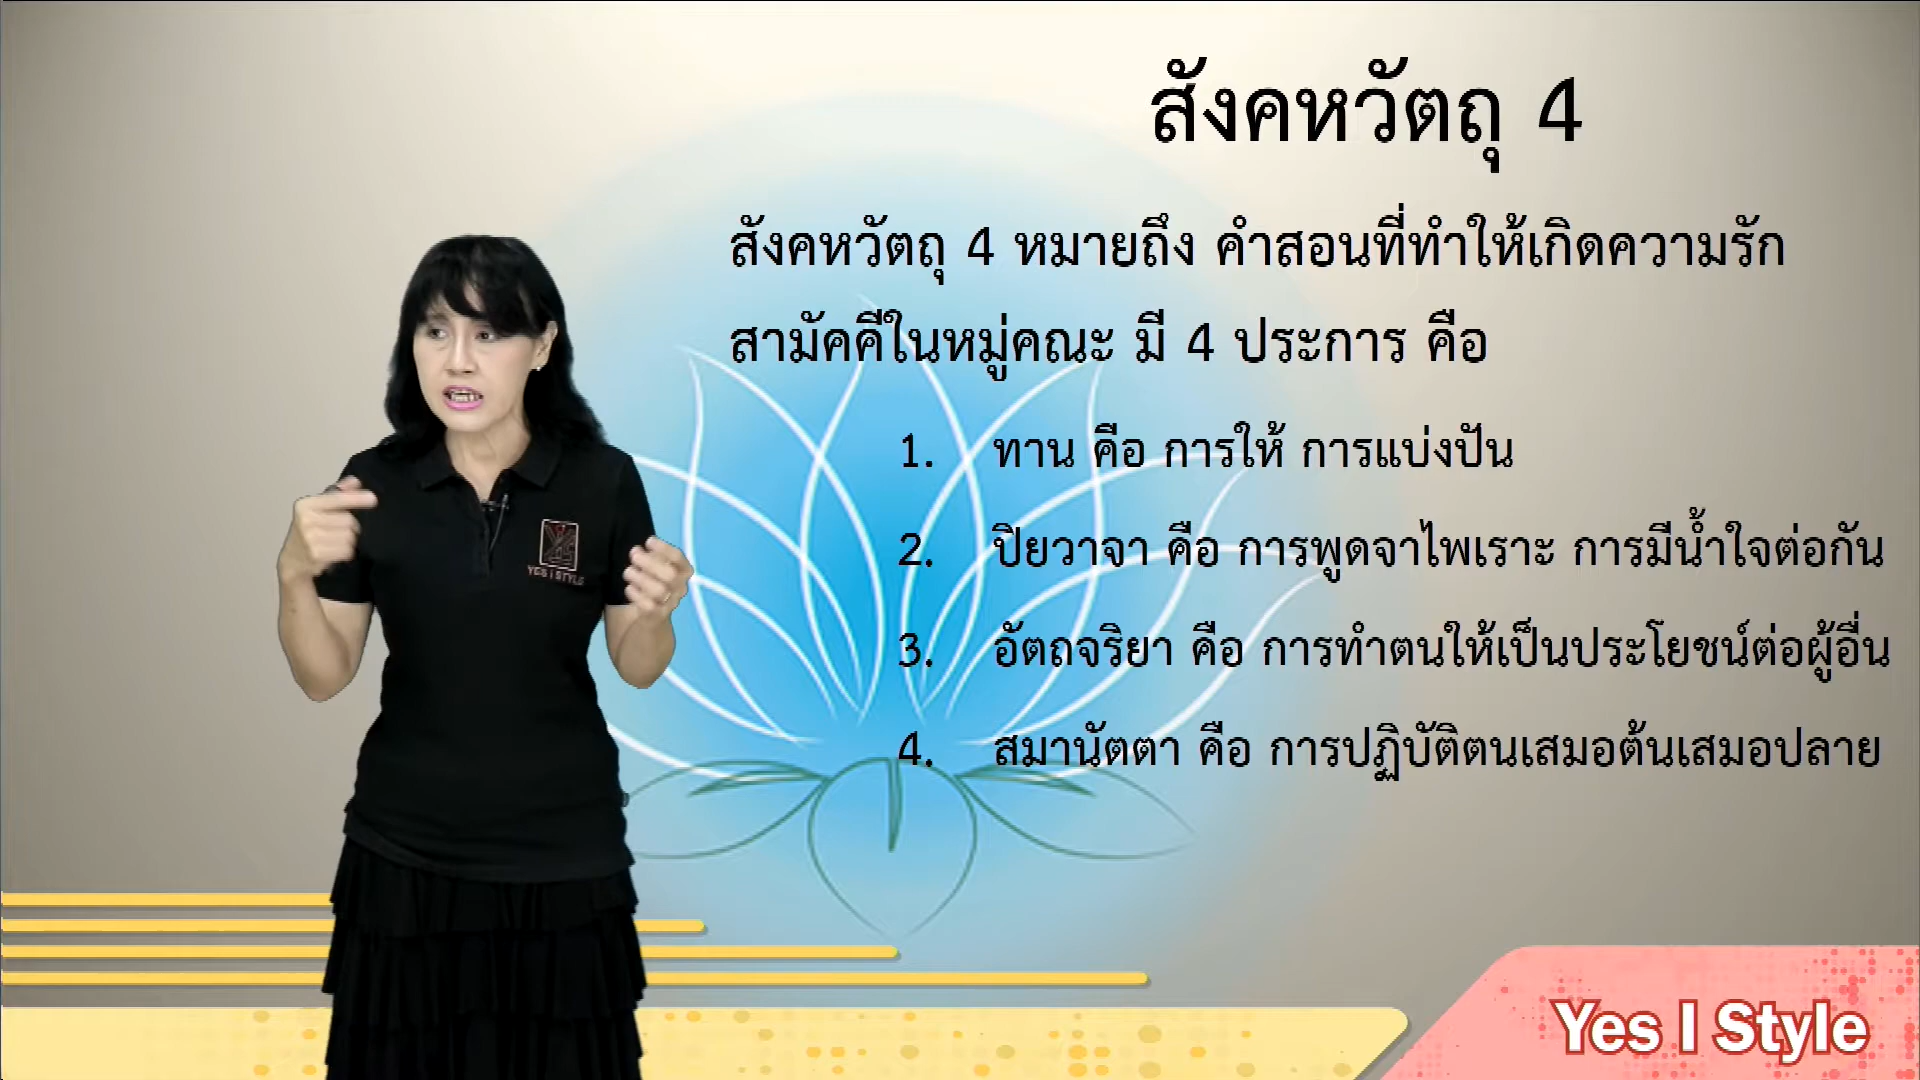 สังคหวัตถุ 4
สังคหวัตถุ 4 หมายถึง คำสอนที่ทำให้เกิดความรัก
สามัคคีในหมู่คณะ มี 4 ประการ คือ
1. ทาน คือ การให้ การแบ่งปัน
2. ปิยวาจา คือ การพูดจาไพเราะ การมีน้ำใจต่อกัน
3. อัตถจริยา คือ การทำตนให้เป็นประโยชน์ต่อผู้อื่น
4. สมานัตตา คือ การปฏิบัติตนเสมอต้นเสมอปลาย
YES I STYLE
Yes I Style